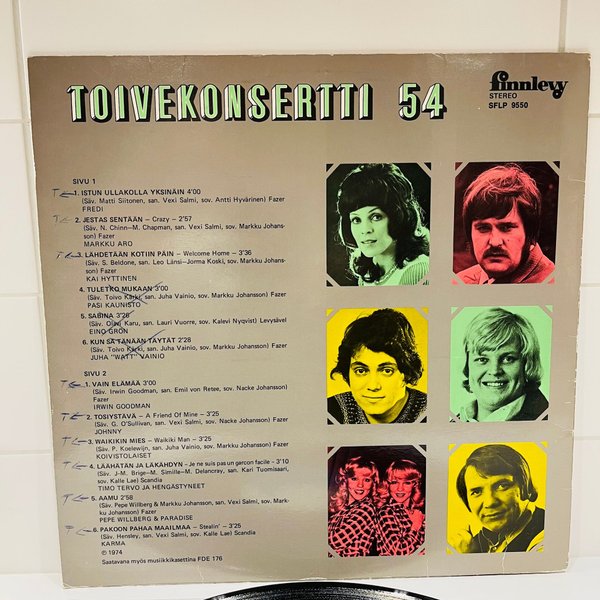 TOIVEKONSERTTI 54
finnlevy
STEREO
SFLP 9550
SIVU 1
1. ISTUN ULLAKOLLA YKSINÄIN 4'00
(Säv. Matti Siitonen, san. Vexi Salmi, sov. Antti Hyvärinen) Fazer
FREDI
2. JESTAS SENTÄÄN – Crazy – 2'57
(Säv. N. Chinn–M. Chapman, san. Vexi Salmi, sov. Markku Johans-
son) Fazer
MARKKU ARO
3. LÄHDETÄÄN KOTIIN PÄIN – Welcome Home – 3'36
(Säv. S. Beldone, san. Leo Länsi–Jorma Koski, sov. Markku Johans-
son) Fazer
KAI HYTTINEN
4. TULETKO MUKAAN 3'00
(Säv. Toivo Kärki, san. Juha Vainio, sov. Markku Johansson) Fazer
PASI KAUNISTO
5. SABINA 3'25
(Säv. Olavi Karu, san. Lauri Vuorre, sov. Kalevi Nyqvist) Levysävel
EINO GRÖN
6. KUN SÄ TÄNÄÄN TÄYTÄT 2'28
(Säv. Toivo Kärki, san. Juha Vainio, sov. Markku Johansson) Fazer
JUHA "WATT" VAINIO
SIVU 2
1. VAIN ELÄMÄÄ 3'00
(Säv. Irwin Goodman, san. Emil von Retee, sov. Nacke Johansson)
Fazer
IRWIN GOODMAN
2. TOSIYSTÄVÄ – A Friend Of Mine – 3'25
(Säv. G. O'Sullivan, san. Vexi Salmi, sov. Nacke Johansson) Fazer
JOHNNY
3. WAIKIKIN MIES – Waikiki Man – 3'25
(Säv. P. Koelewijn, san. Juha Vainio, sov. Markku Johansson) Fazer
KOIVISTOLAISET
4. LÄÄHÄTÄN JA LÄKÄHDYN – Je ne suis pas un garcon facile – 3'10
(Säv. J-M. Brige–M. Simille–M. Delancray, san. Kari Tuomisaari,
sov. Kalle Lae) Scandia
TIMO TERVO JA HENGÄSTYNEET
5. AAMU 2'58
(Säv. Pepe Willberg & Markku Johansson, san. Vexi Salmi, sov. Mark-
ku Johansson) Fazer
PEPE WILLBERG & PARADISE
6. PAKOON PAHAA MAAILMAA – Stealin' – 3'25
(Säv. Hensley, san. Vexi Salmi, sov. Kalle Lae) Scandia
KARMA
℗ 1974
Saatavana myös musiikkikasettina FDE 176